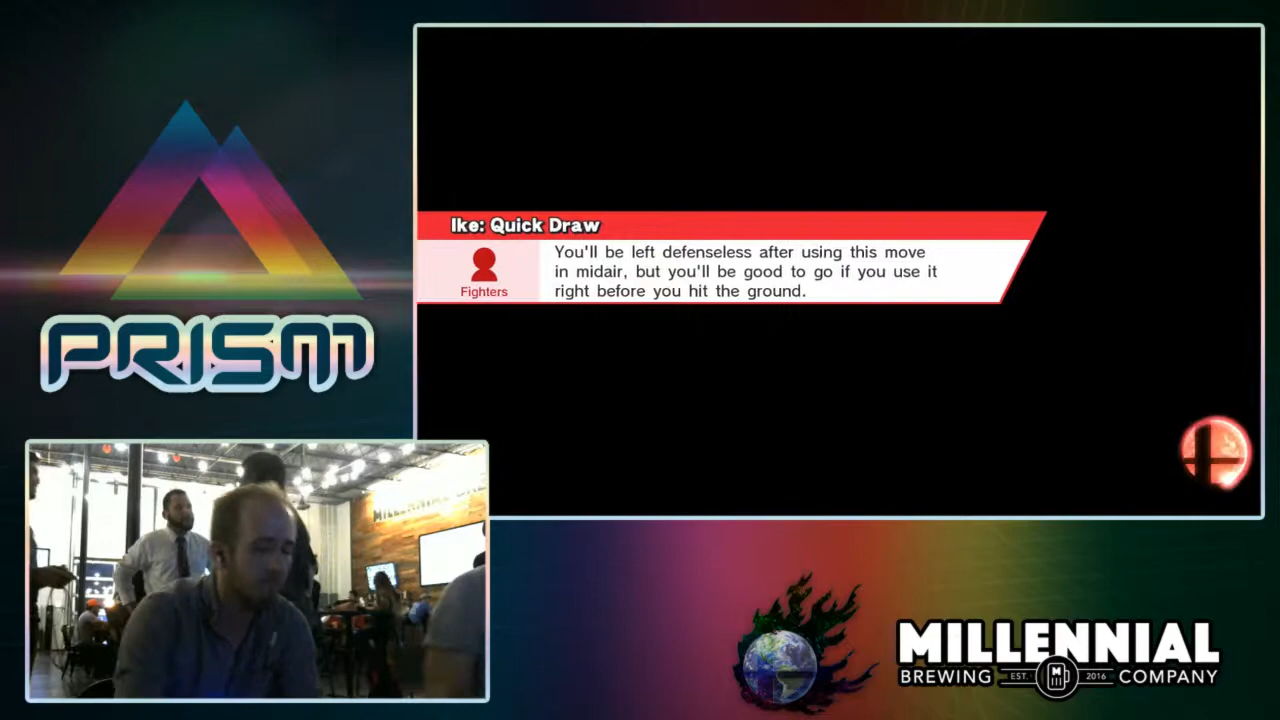 PRISM
Ike: Quick Draw
Fighters
You'll be left defenseless after using this move
in midair, but you'll be good to go if you use it
right before you hit the ground.
MILLENNIAL
MILLENNIAL
BREWING EST. M 2016 COMPANY